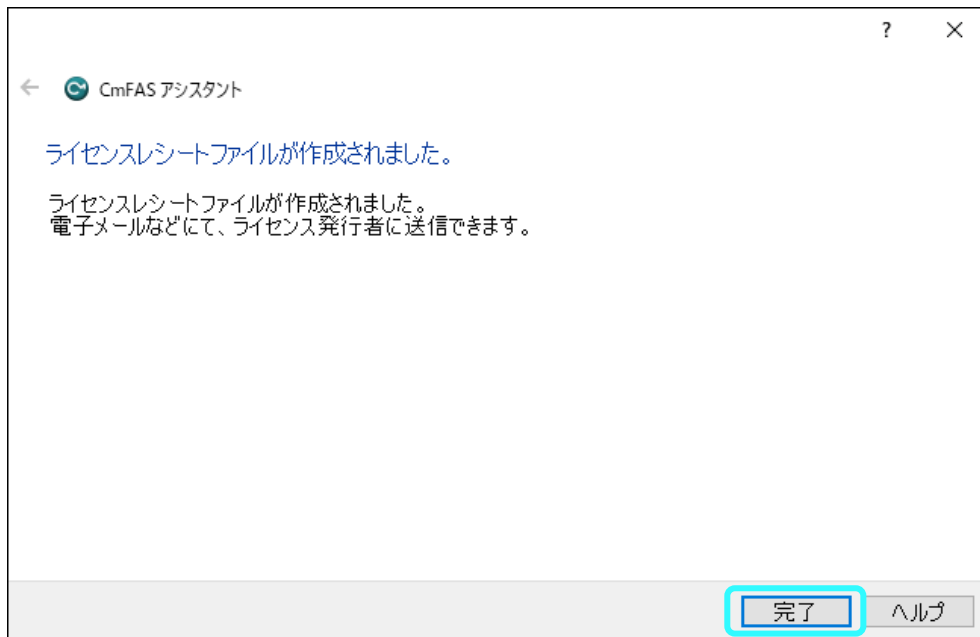 ?
CmFAS アシスタント
ライセンスレシートファイルが作成されました。
ライセンスレシートファイルが作成されました。
電子メールなどにて、ライセンス発行者に送信できます。
完了
ヘルプ